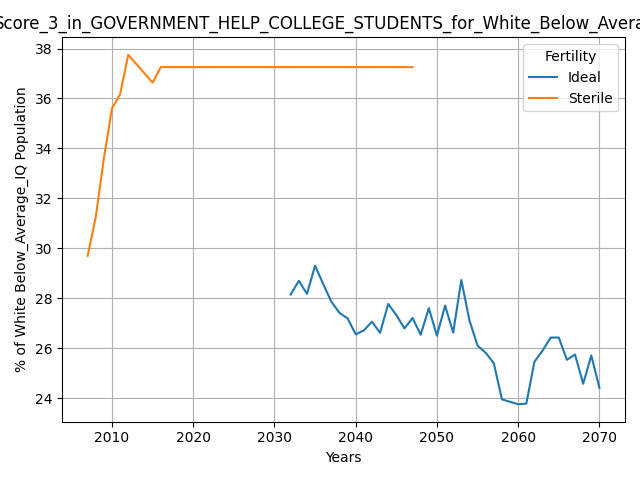 Score_3_in_GOVERNMENT_HELP_COLLEGE_STUDENTS_for_White_Below_Avera
% of White Below_Average_IQ Population
38
36
34
32
30
28
26
24
Fertility
Ideal
Sterile
2010 2020 2030 2040 2050 2060 2070
Years